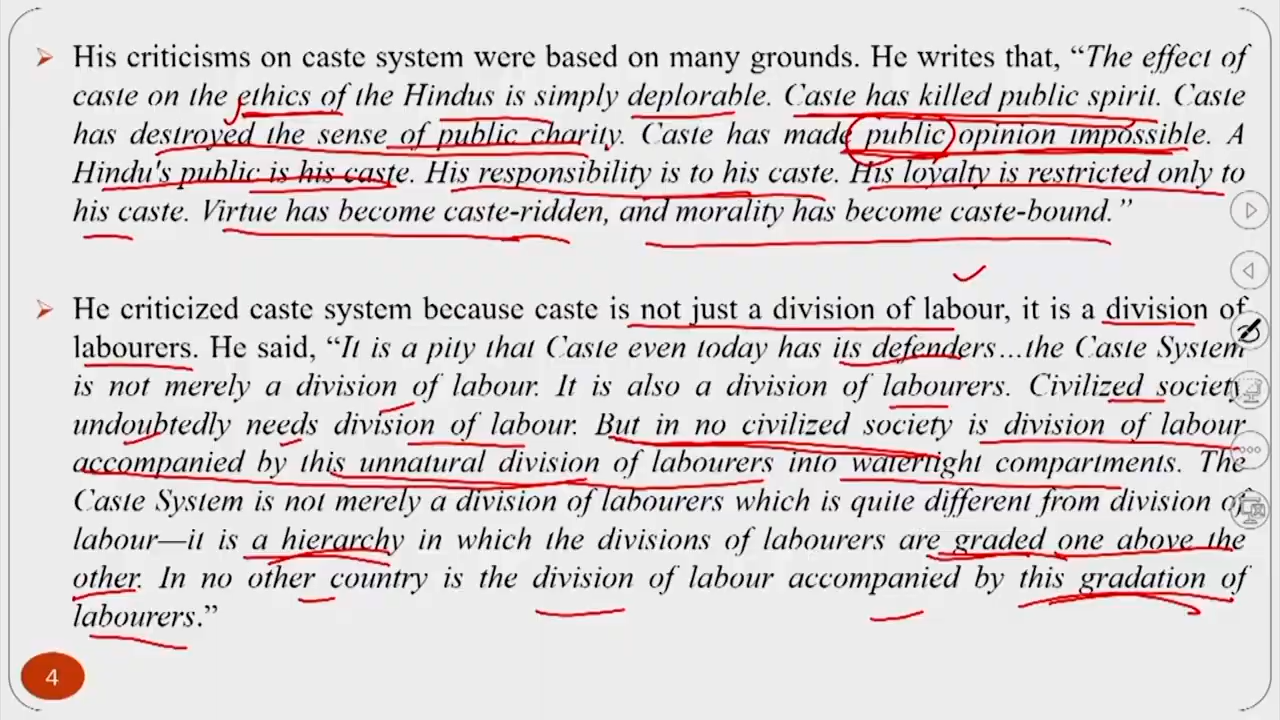 His criticisms on caste system were based on many grounds. He writes that, “The effect of
caste on the ethics of the Hindus is simply deplorable. Caste has killed public spirit. Caste
has destroyed the sense of public charity. Caste has made public opinion impossible. A
Hindu's public is his caste. His responsibility is to his caste. His loyalty is restricted only to
his caste. Virtue has become caste-ridden, and morality has become caste-bound.”
He criticized caste system because caste is not just a division of labour, it is a division of
labourers. He said, “It is a pity that Caste even today has its defenders…the Caste System
is not merely a division of labour. It is also a division of labourers. Civilized society
undoubtedly needs division of labour. But in no civilized society is division of labour
accompanied by this unnatural division of labourers into watertight compartments. The
Caste System is not merely a division of labourers which is quite different from division of
labour—it is a hierarchy in which the divisions of labourers are graded one above the
other. In no other country is the division of labour accompanied by this gradation of
labourers.”
4